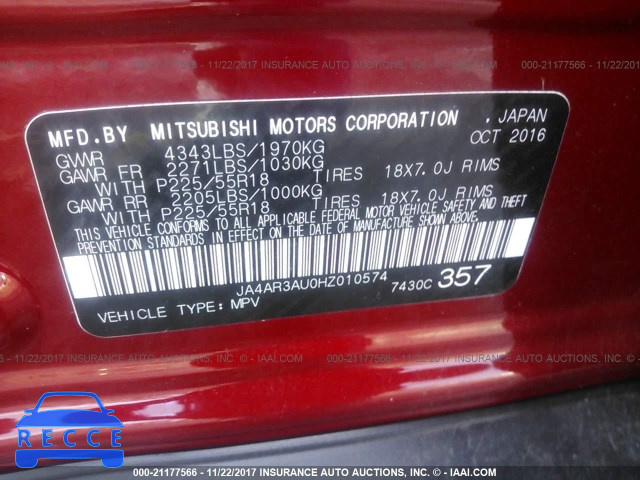 000-21177566 - 11/22/2017 INSURANCE AUTO AUCTIONS, INC. - © - IAAI.COM
MFD.BY MITSUBISHI MOTORS CORPORATION . JAPAN
OCT 2016
GVWR 4343LBS/1970KG
GAWR FR 2271LBS/1030KG
WITH P225/55R18 TIRES 18X7.0J RIMS
GAWR RR 2205LBS/1000KG
WITH P225/55R18 TIRES 18X7.0J RIMS
THIS VEHICLE CONFORMS TO ALL APPLICABLE FEDERAL MOTOR VEHICLE SAFETY AND THEFT
PREVENTION STANDARDS IN EFFECT ON THE DATE OF MANUFACTURE SHOWN ABOVE.
JA4AR3AU0HZ010574 7430C 357
VEHICLE TYPE: MPV
000-21177566 - 11/22/2017 INSURANCE AUTO AUCTIONS, INC. - © - IAAI.COM
RECCE
000-21177566 - 11/22/2017 INSURANCE AUTO AUCTIONS, INC. - © - IAAI.COM